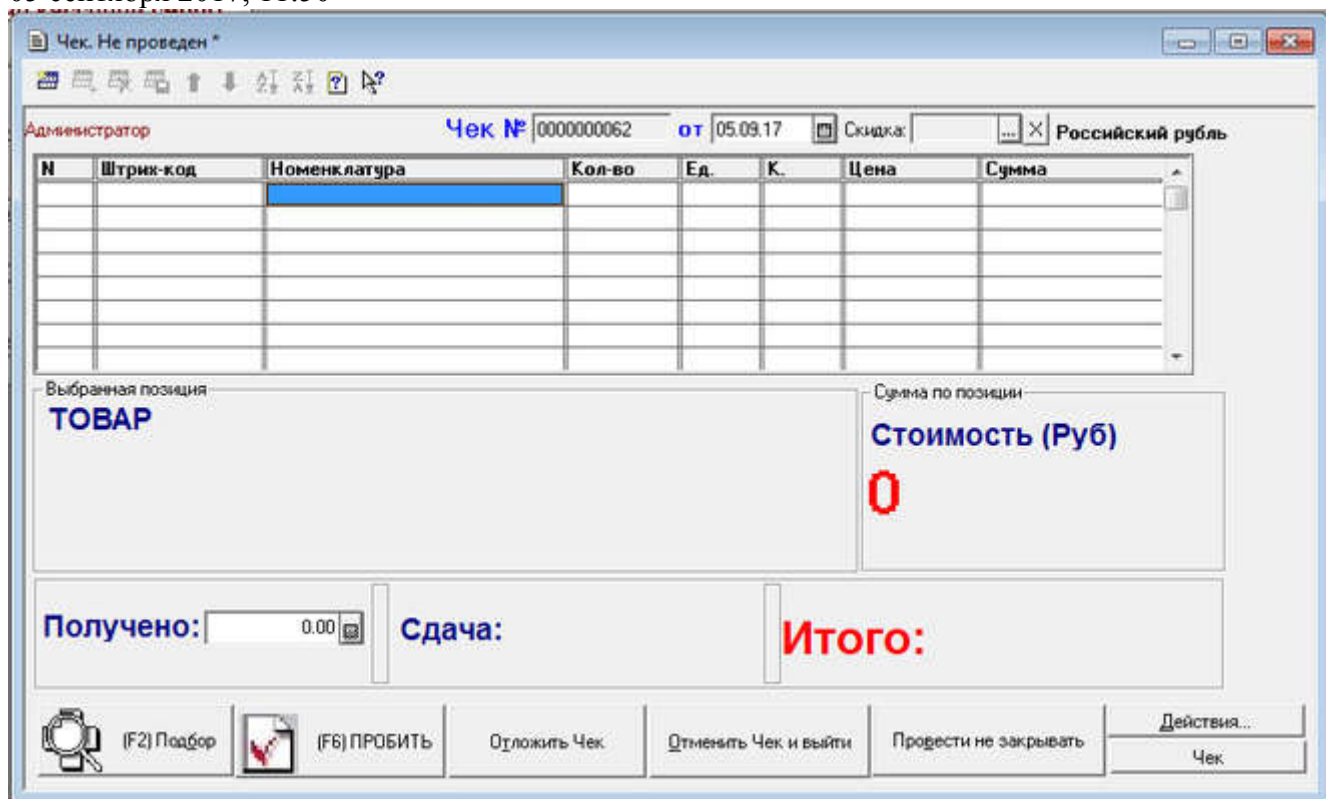 Чек. Не проведен *
Администратор Чек № 0000000062 от 05.09.17 Скидка: ... X Российский рубль
N Штрих-код Номенклатура Кол-во Ед. К. Цена Сумма
Выбранная позиция Сумма по позиции
ТОВАР
Стоимость (Руб)
0
Получено: 0.00 Сдача: Итого:
(F2) Подбор (F6) ПРОБИТЬ Отложить Чек Отменить Чек и выйти Провести не закрывать Действия...
Чек